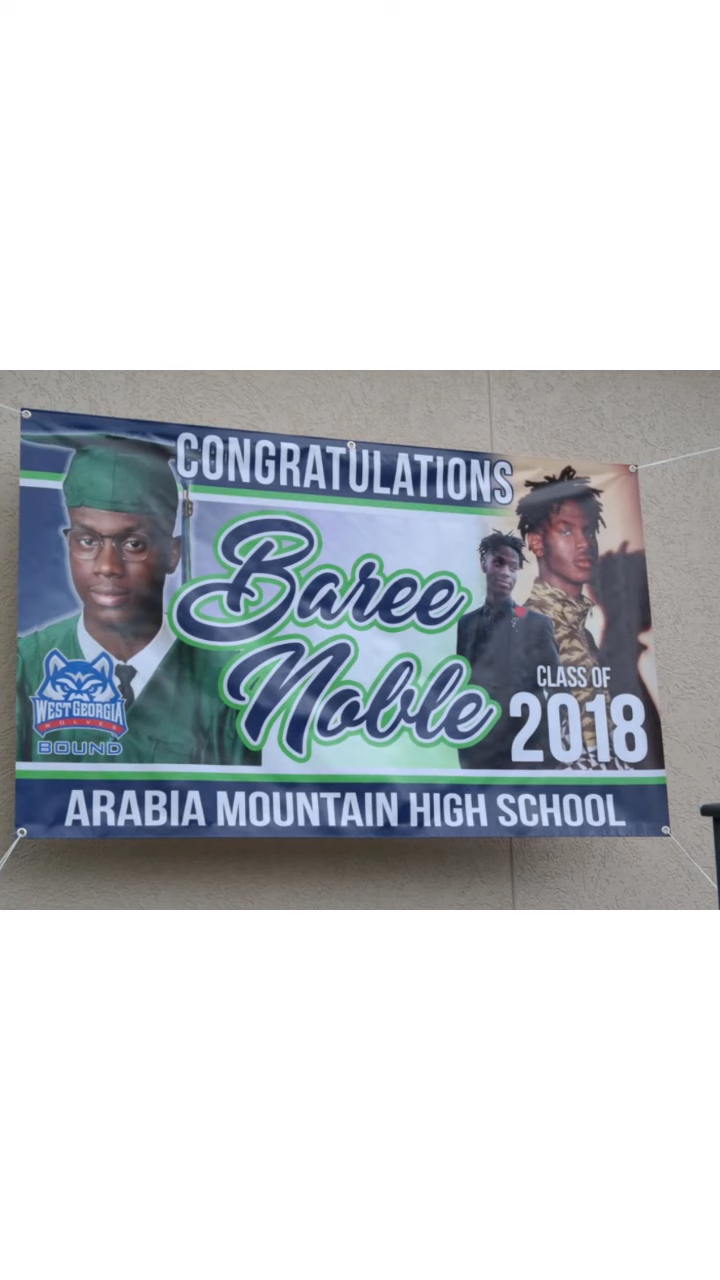 CONGRATULATIONS
Baree
Noble
WEST GEORGIA
WOLVES
BOUND
CLASS OF
2018
ARABIA MOUNTAIN HIGH SCHOOL